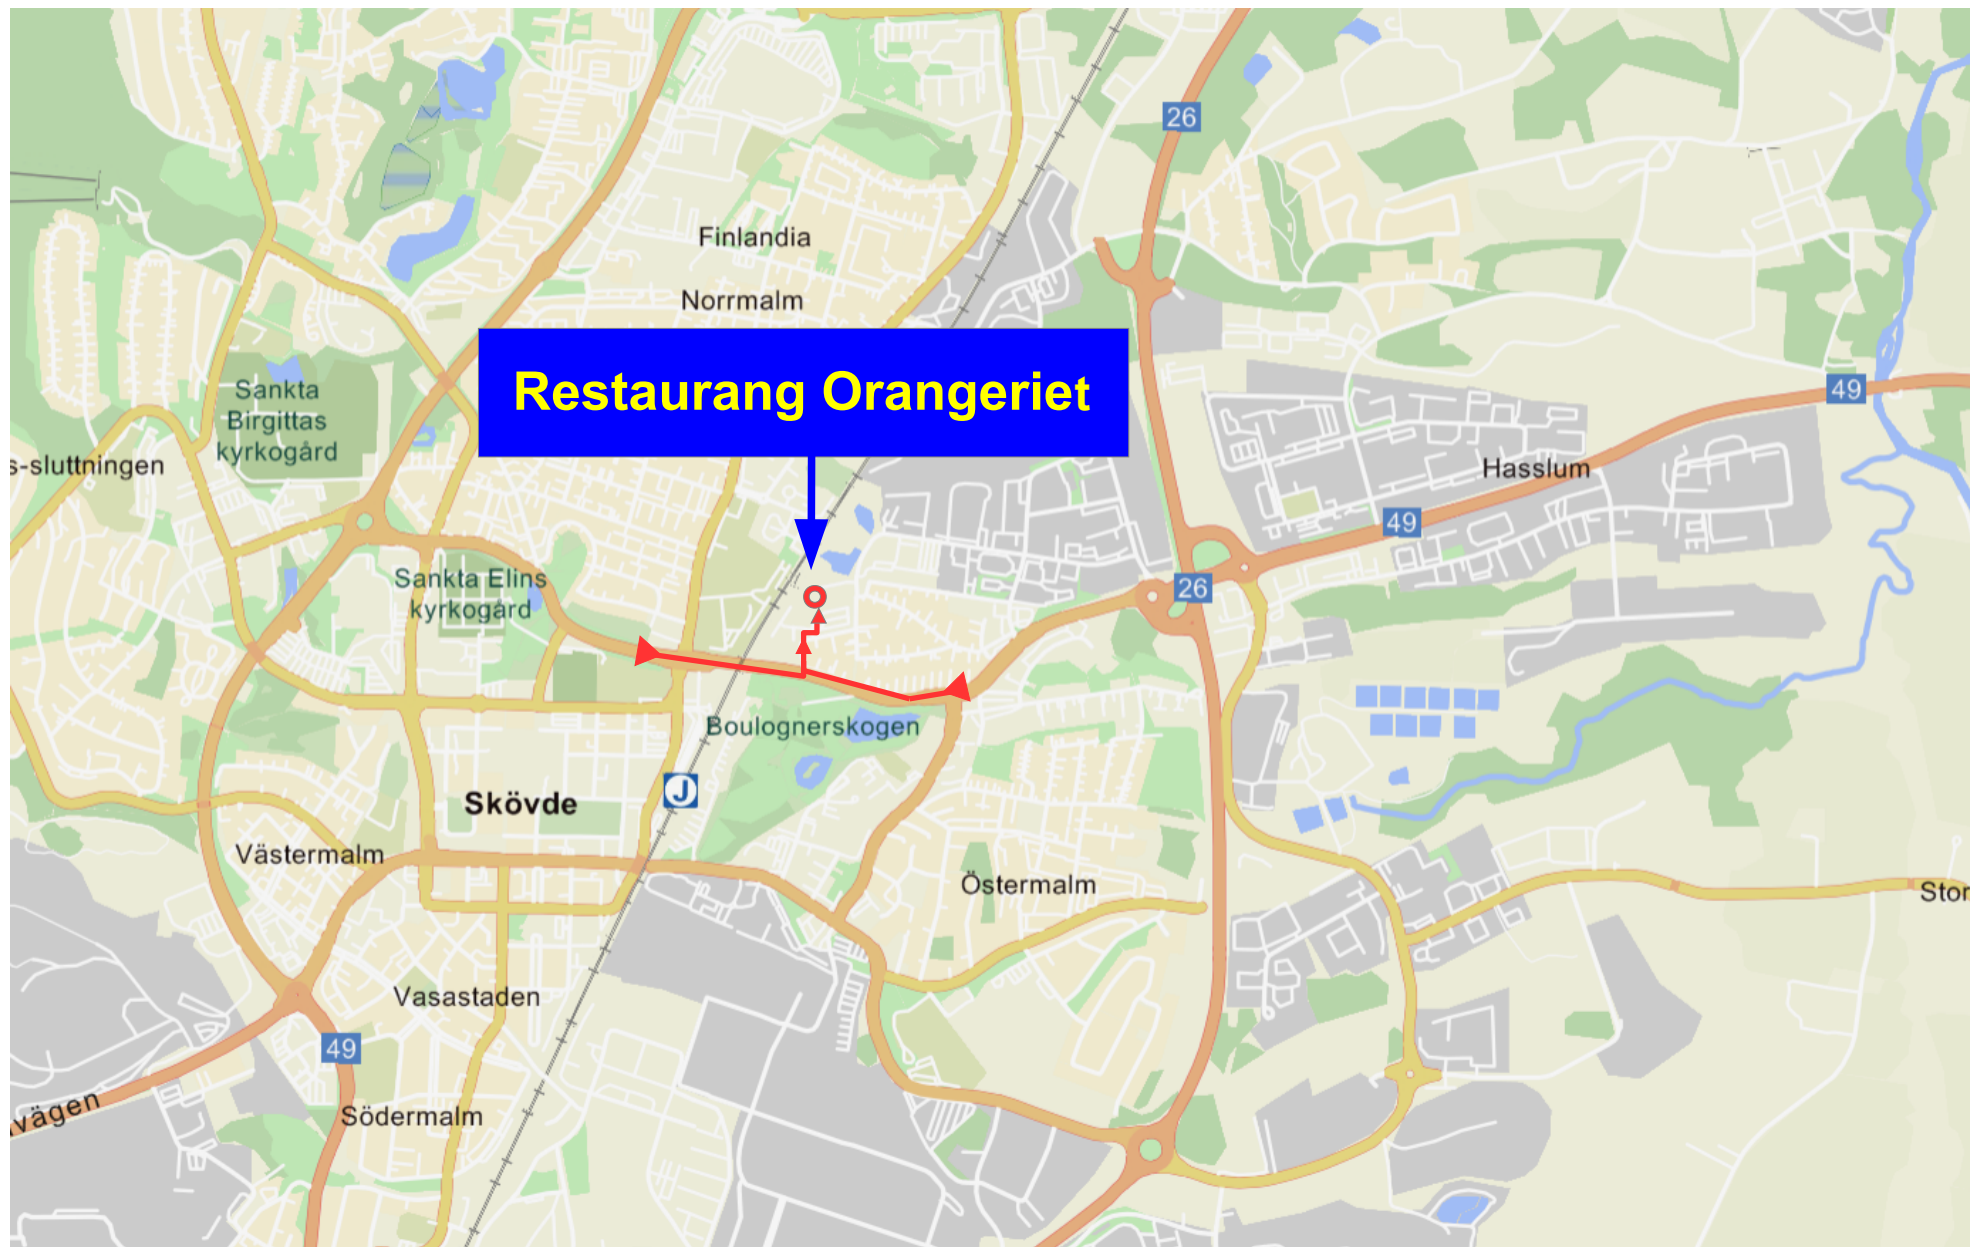 26
Finlandia
Norrmalm
Restaurang Orangeriet
Sankta
Birgittas
kyrkogård
49
s-sluttningen
Hasslum
49
Sankta Elins
kyrkogård
26
Boulognerskogen
J
Skövde
Västermalm
Östermalm
Stor
Vasastaden
49
vägen
Södermalm